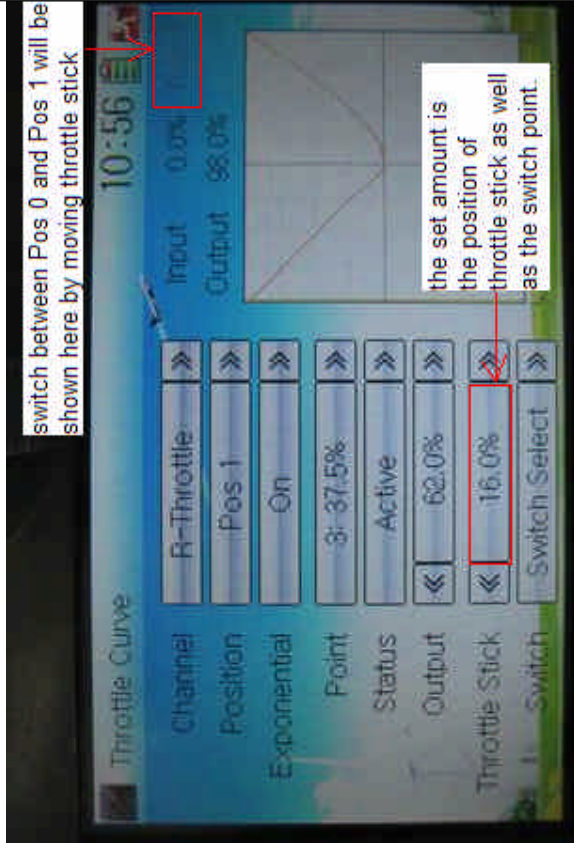 switch between Pos 0 and Pos 1 will be
shown here by moving throttle stick
Throttle Curve
10:56
Channel
R-Throttle
Input
0.0%
Position
Pos 1
Output
98.0%
Exponential
On
Point
3: 37.5%
Status
Active
Output
62.0%
Throttle Stick
16.0%
Switch
Switch Select
the set amount is
the position of
throttle stick as well
as the switch point.